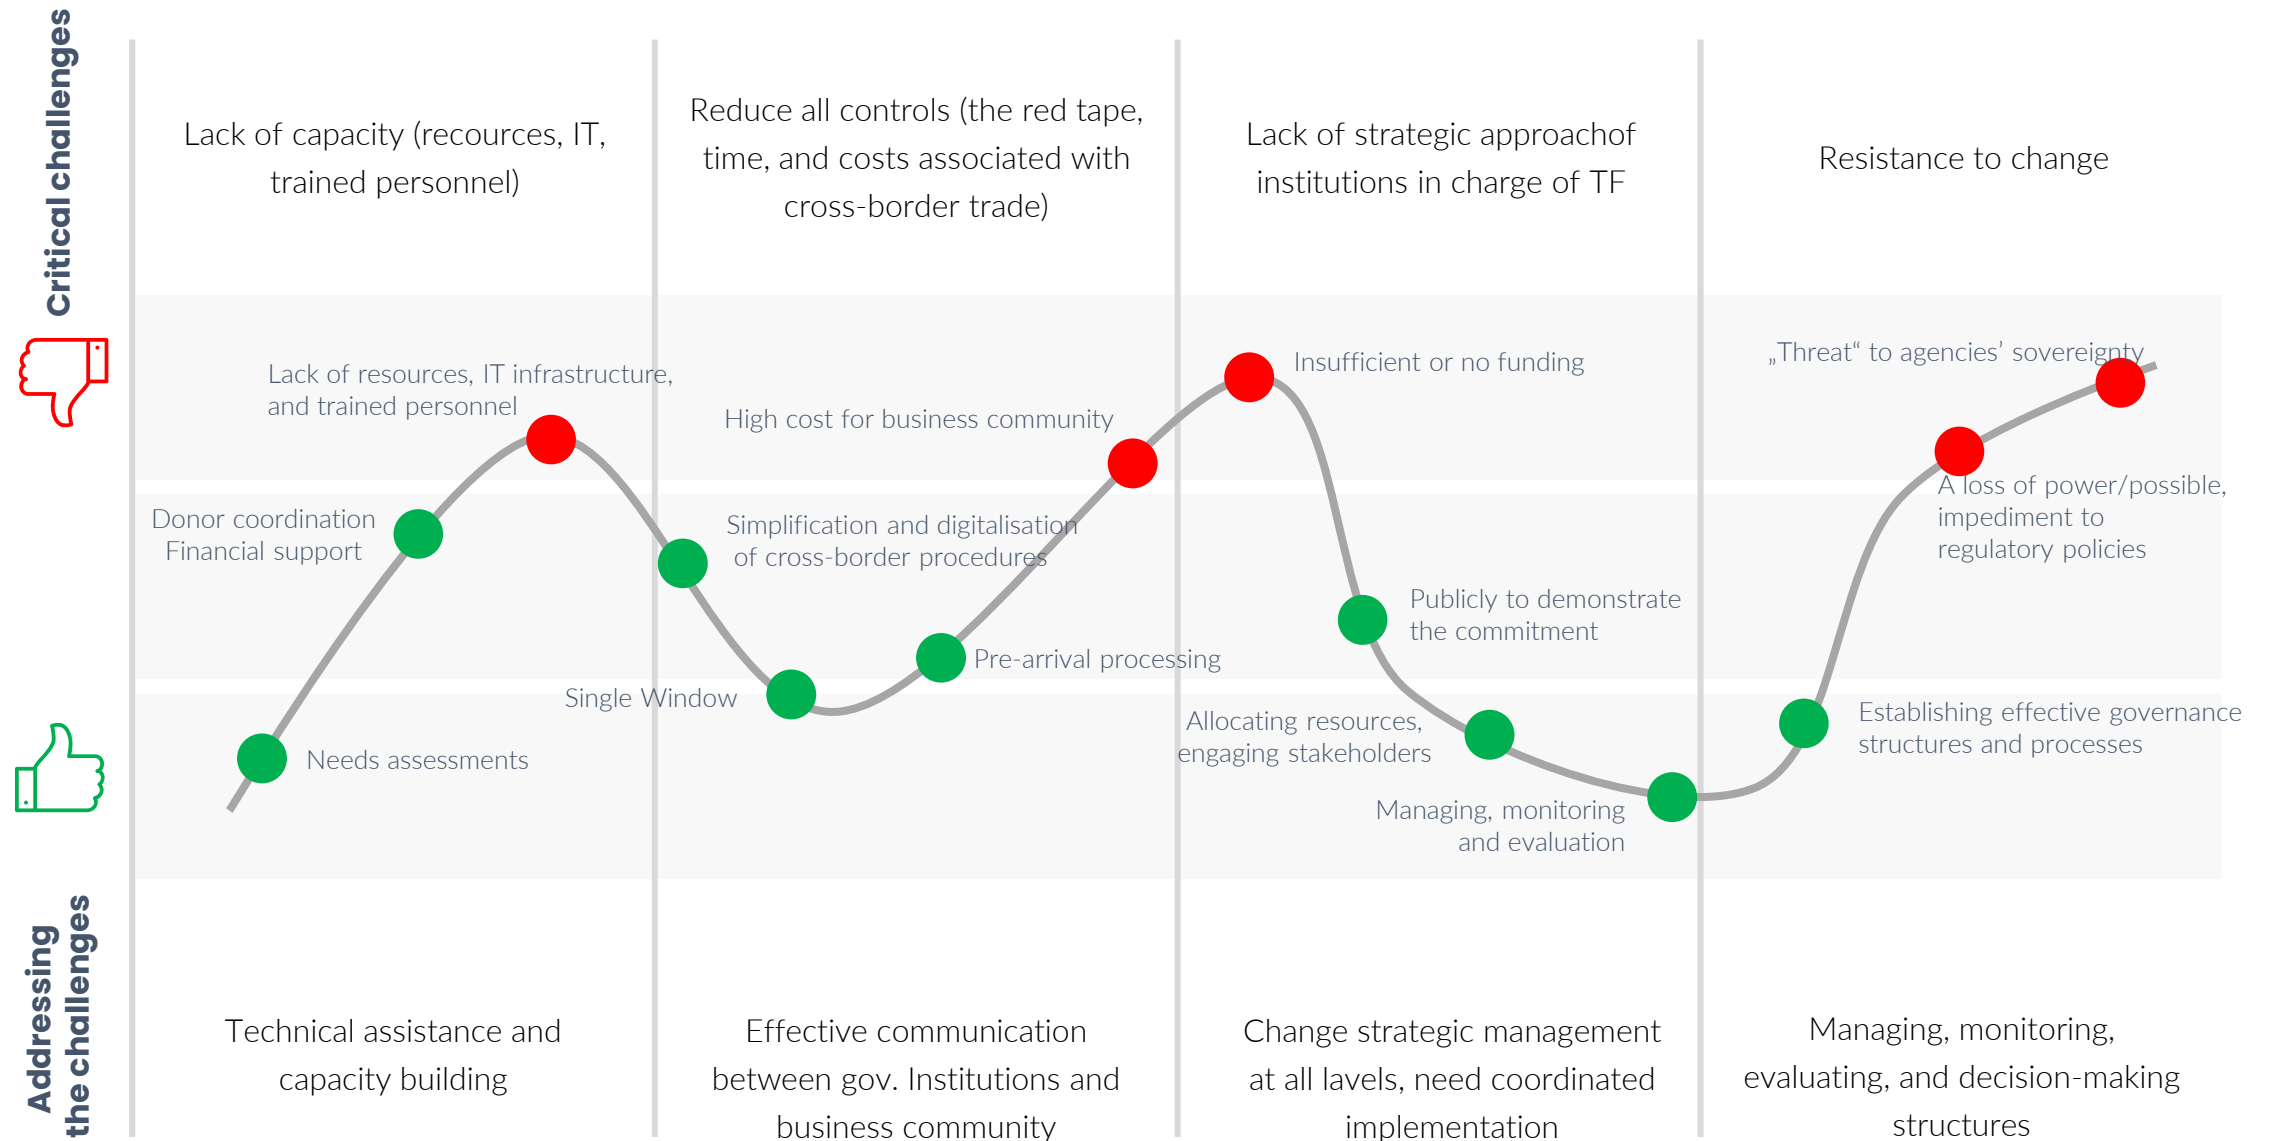 Critical challenges
Lack of capacity (recources, IT,
trained personnel)
Reduce all controls (the red tape,
time, and costs associated with
cross-border trade)
Lack of strategic approachof
institutions in charge of TF
Resistance to change
Lack of resources, IT infrastructure,
and trained personnel
Donor coordination
Financial support
Needs assessments
High cost for business community
Simplification and digitalisation
of cross-border procedures
Single Window
Pre-arrival processing
Insufficient or no funding
Publicly to demonstrate
the commitment
Allocating resources,
engaging stakeholders
Managing, monitoring
and evaluation
„Threat“ to agencies’ sovereignty
A loss of power/possible,
impediment to
regulatory policies
Establishing effective governance
structures and processes
Addressing
the challenges
Technical assistance and
capacity building
Effective communication
between gov. Institutions and
business community
Change strategic management
at all lavels, need coordinated
implementation
Managing, monitoring,
evaluating, and decision-making
structures